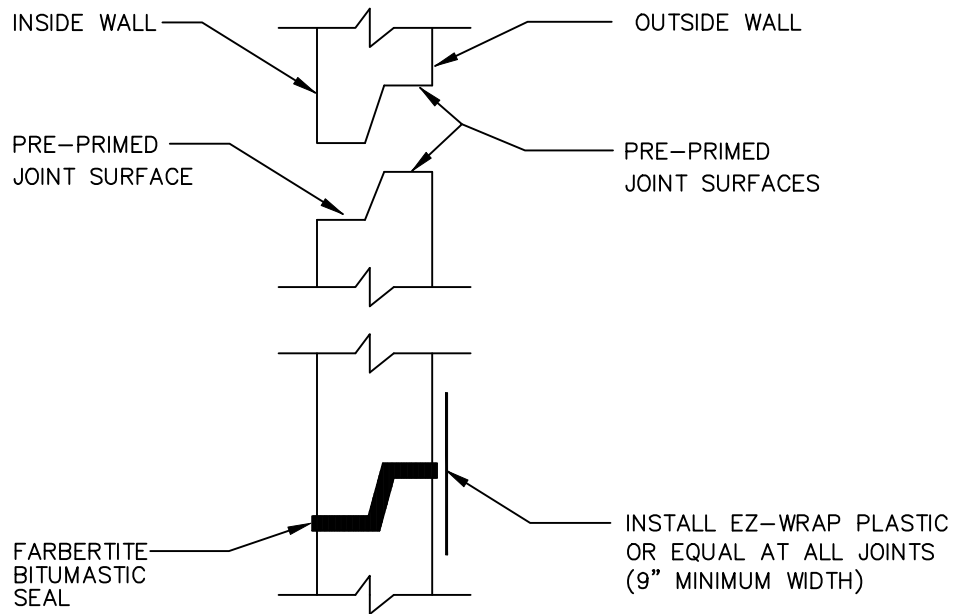 INSIDE WALL
OUTSIDE WALL
PRE-PRIMED
JOINT SURFACE
PRE-PRIMED
JOINT SURFACES
FARBERTITE
BITUMASTIC
SEAL
INSTALL EZ-WRAP PLASTIC
OR EQUAL AT ALL JOINTS
(9" MINIMUM WIDTH)